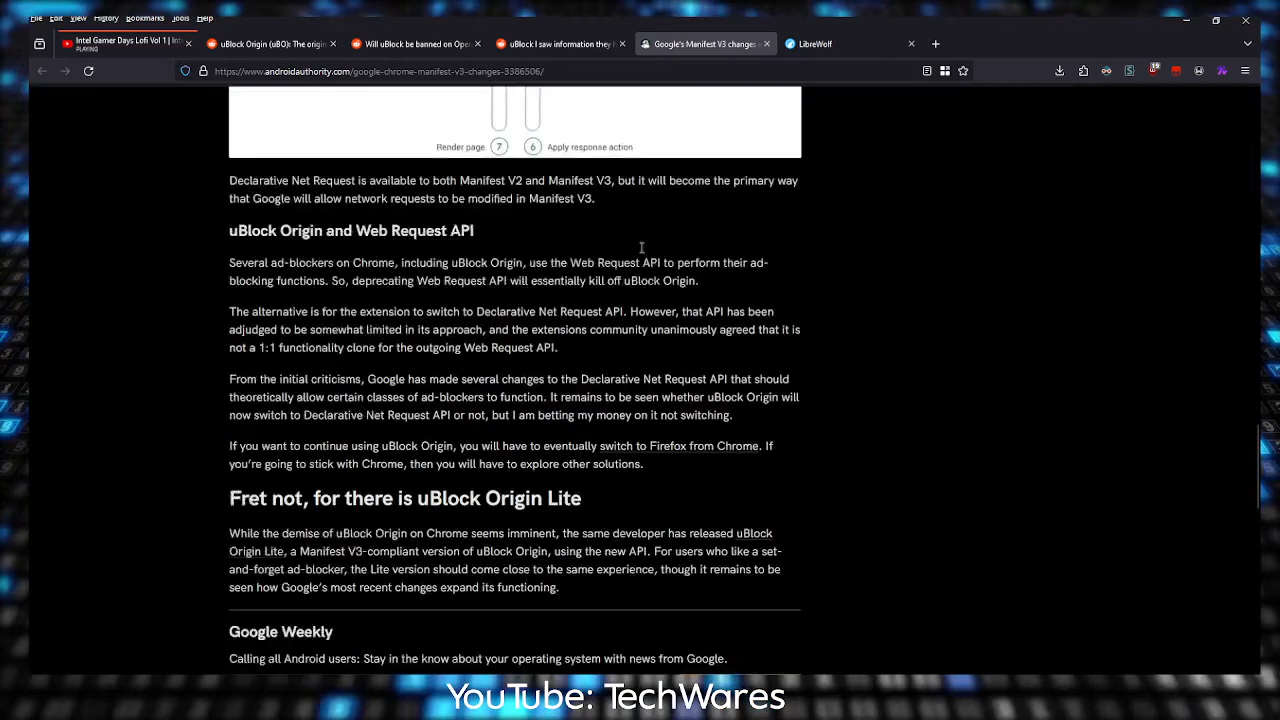 File Edit View History Bookmarks Tools Help
Intel Gamer Days Lofi Vol 1 | Int
PLAYING
uBlock Origin (uBO): The origin
Will uBlock be banned on Oper
uBlock I saw information they h
Google's Manifest V3 changes
LibreWolf
https://www.androidauthority.com/google-chrome-manifest-v3-changes-3386506/
19
Render page 7 6 Apply response action
Declarative Net Request is available to both Manifest V2 and Manifest V3, but it will become the primary way
that Google will allow network requests to be modified in Manifest V3.
uBlock Origin and Web Request API
Several ad-blockers on Chrome, including uBlock Origin, use the Web Request API to perform their ad-
blocking functions. So, deprecating Web Request API will essentially kill off uBlock Origin.
The alternative is for the extension to switch to Declarative Net Request API. However, that API has been
adjudged to be somewhat limited in its approach, and the extensions community unanimously agreed that it is
not a 1:1 functionality clone for the outgoing Web Request API.
From the initial criticisms, Google has made several changes to the Declarative Net Request API that should
theoretically allow certain classes of ad-blockers to function. It remains to be seen whether uBlock Origin will
now switch to Declarative Net Request API or not, but I am betting my money on it not switching.
If you want to continue using uBlock Origin, you will have to eventually switch to Firefox from Chrome. If
you're going to stick with Chrome, then you will have to explore other solutions.
Fret not, for there is uBlock Origin Lite
While the demise of uBlock Origin on Chrome seems imminent, the same developer has released uBlock
Origin Lite, a Manifest V3-compliant version of uBlock Origin, using the new API. For users who like a set-
and-forget ad-blocker, the Lite version should come close to the same experience, though it remains to be
seen how Google's most recent changes expand its functioning.
Google Weekly
Calling all Android users: Stay in the know about your operating system with news from Google.
YouTube: TechWares